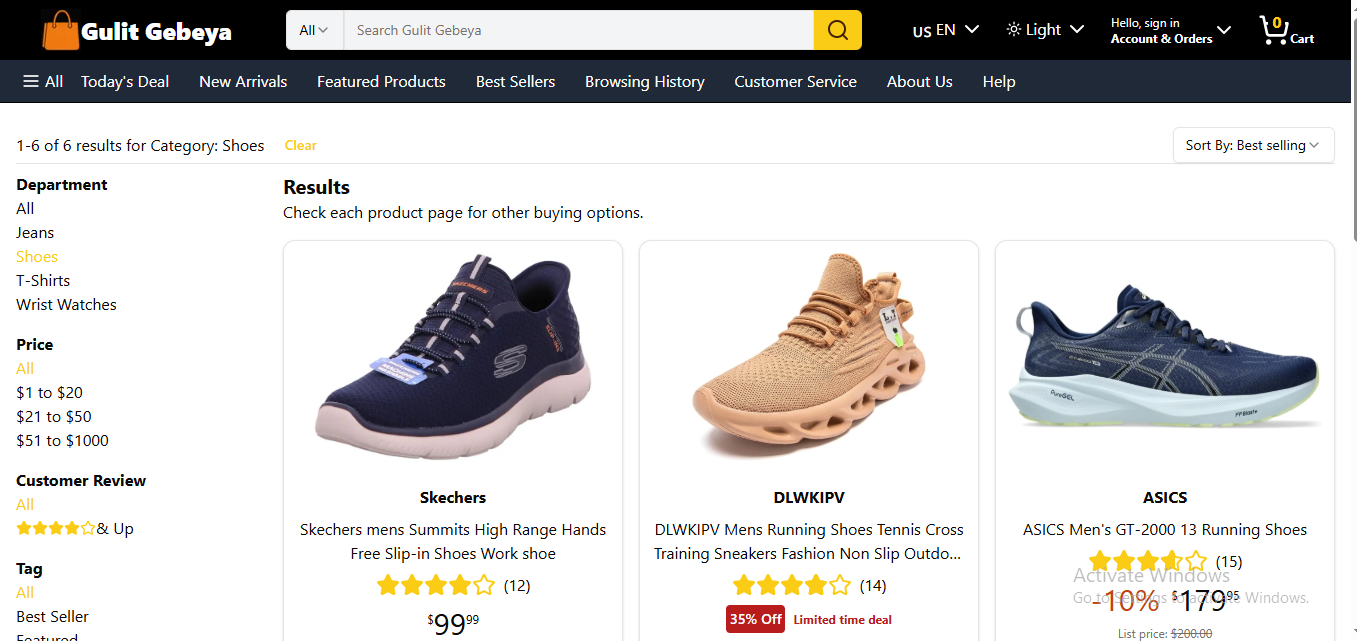 Gulit Gebeya
All
Search Gulit Gebeya
US EN
Light
Hello, sign in
Account & Orders
0
Cart
All
Today's Deal
New Arrivals
Featured Products
Best Sellers
Browsing History
Customer Service
About Us
Help
1-6 of 6 results for Category: Shoes
Clear
Sort By: Best selling
Department
All
Jeans
Shoes
T-Shirts
Wrist Watches
Price
All
$1 to $20
$21 to $50
$51 to $1000
Customer Review
All
& Up
Tag
All
Best Seller
Featured
Results
Check each product page for other buying options.
SKECHERS
Skechers
Skechers mens Summits High Range Hands
Free Slip-in Shoes Work shoe
(12)
$9999
DLWKIPV
DLWKIPV Mens Running Shoes Tennis Cross
Training Sneakers Fashion Non Slip Outdo...
(14)
35% Off
Limited time deal
PureGEL
FF Blast+
ASICS
ASICS Men's GT-2000 13 Running Shoes
(15)
-10% $17995
List price: $200.00
Activate Windows
Go to Settings to activate Windows.